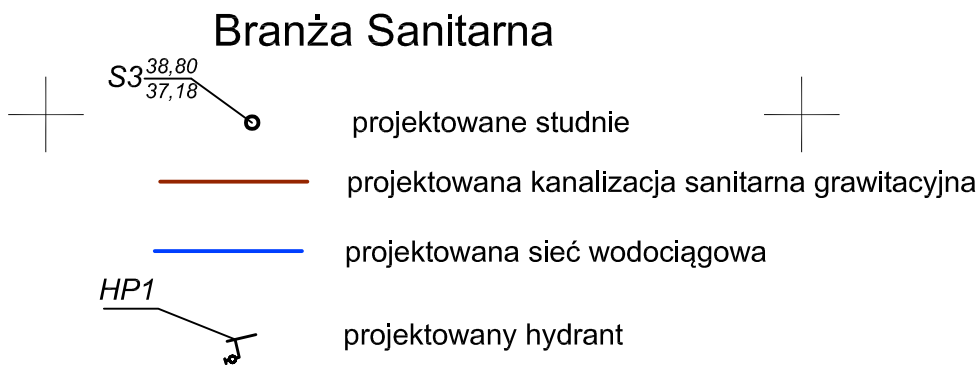 Branża Sanitarna
S3 38,80
37,18
projektowane studnie
projektowana kanalizacja sanitarna grawitacyjna
projektowana sieć wodociągowa
HP1
projektowany hydrant